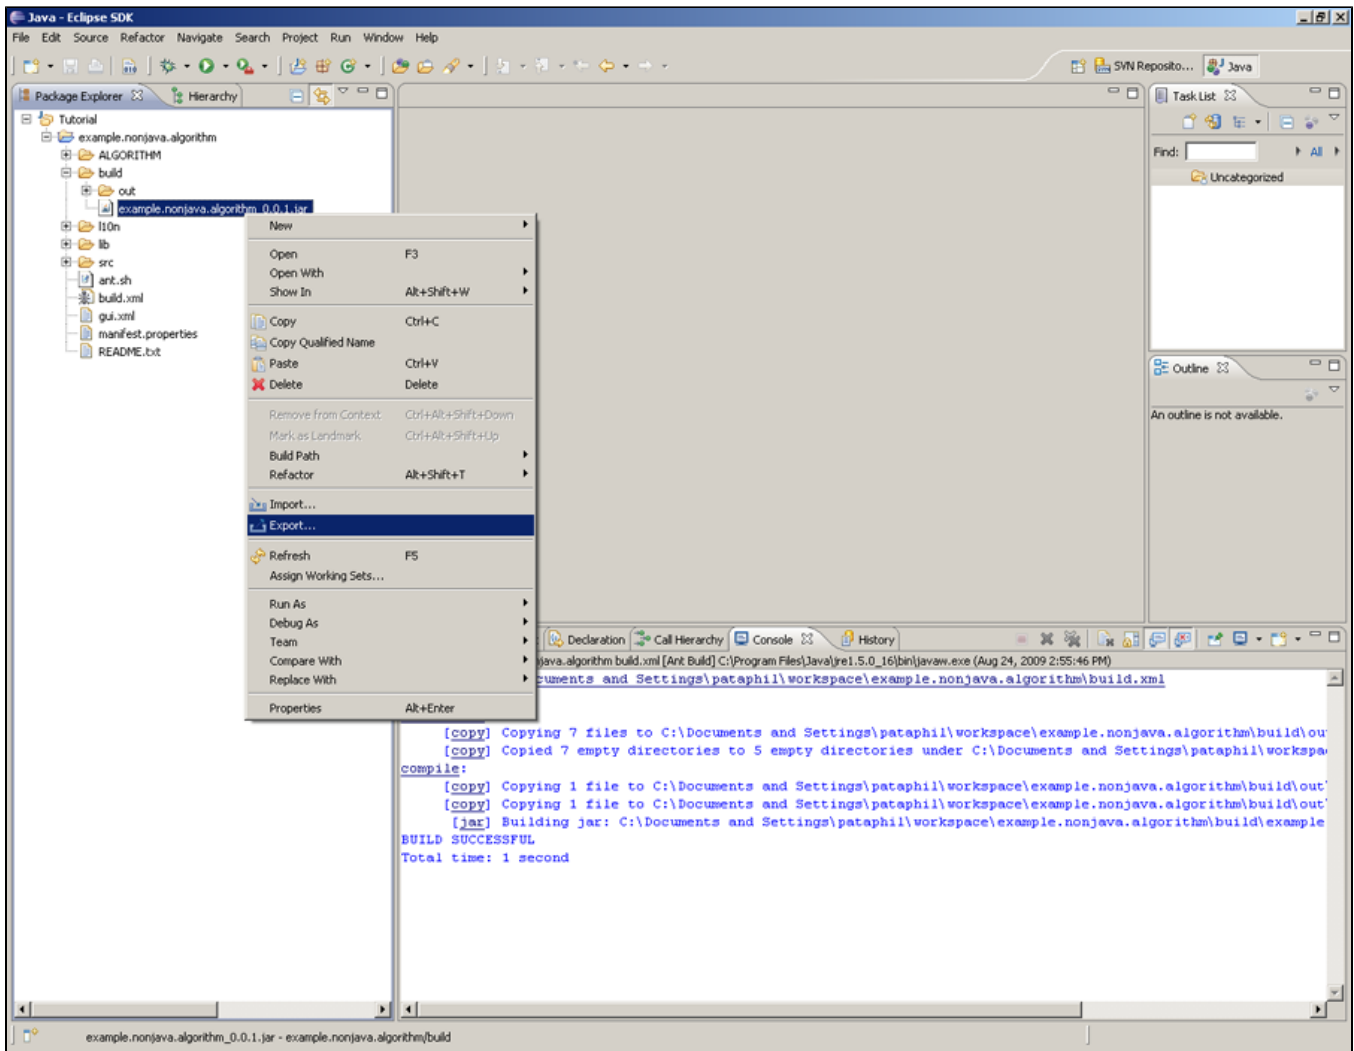 Java - Eclipse SDK
File Edit Source Refactor Navigate Search Project Run Window Help
SVN Reposito... Java
Package Explorer Hierarchy
Tutorial
example.nonjava.algorithm
ALGORITHM
build
out
example.nonjava.algorithm_0.0.1.jar
l10n
lib
src
ant.sh
build.xml
gui.xml
manifest.properties
README.txt
New
Open F3
Open With
Show In Alt+Shift+W
Copy Ctrl+C
Copy Qualified Name
Paste Ctrl+V
Delete Delete
Remove from Context Ctrl+Alt+Shift+Down
Mark as Landmark Ctrl+Alt+Shift+Up
Build Path
Refactor Alt+Shift+T
Import...
Export...
Refresh F5
Assign Working Sets...
Run As
Debug As
Team
Compare With
Replace With
Properties Alt+Enter
Task List
Find: All
Uncategorized
Outline
An outline is not available.
Declaration Call Hierarchy Console History
java.algorithm build.xml [Ant Build] C:\Program Files\Java\jre1.5.0_16\bin\javaw.exe (Aug 24, 2009 2:55:46 PM)
cuments and Settings\pataphil\workspace\example.nonjava.algorithm\build.xml
[copy] Copying 7 files to C:\Documents and Settings\pataphil\workspace\example.nonjava.algorithm\build\ou
[copy] Copied 7 empty directories to 5 empty directories under C:\Documents and Settings\pataphil\workspa
compile:
[copy] Copying 1 file to C:\Documents and Settings\pataphil\workspace\example.nonjava.algorithm\build\out
[copy] Copying 1 file to C:\Documents and Settings\pataphil\workspace\example.nonjava.algorithm\build\out
[jar] Building jar: C:\Documents and Settings\pataphil\workspace\example.nonjava.algorithm\build\example
BUILD SUCCESSFUL
Total time: 1 second
example.nonjava.algorithm_0.0.1.jar - example.nonjava.algorithm/build